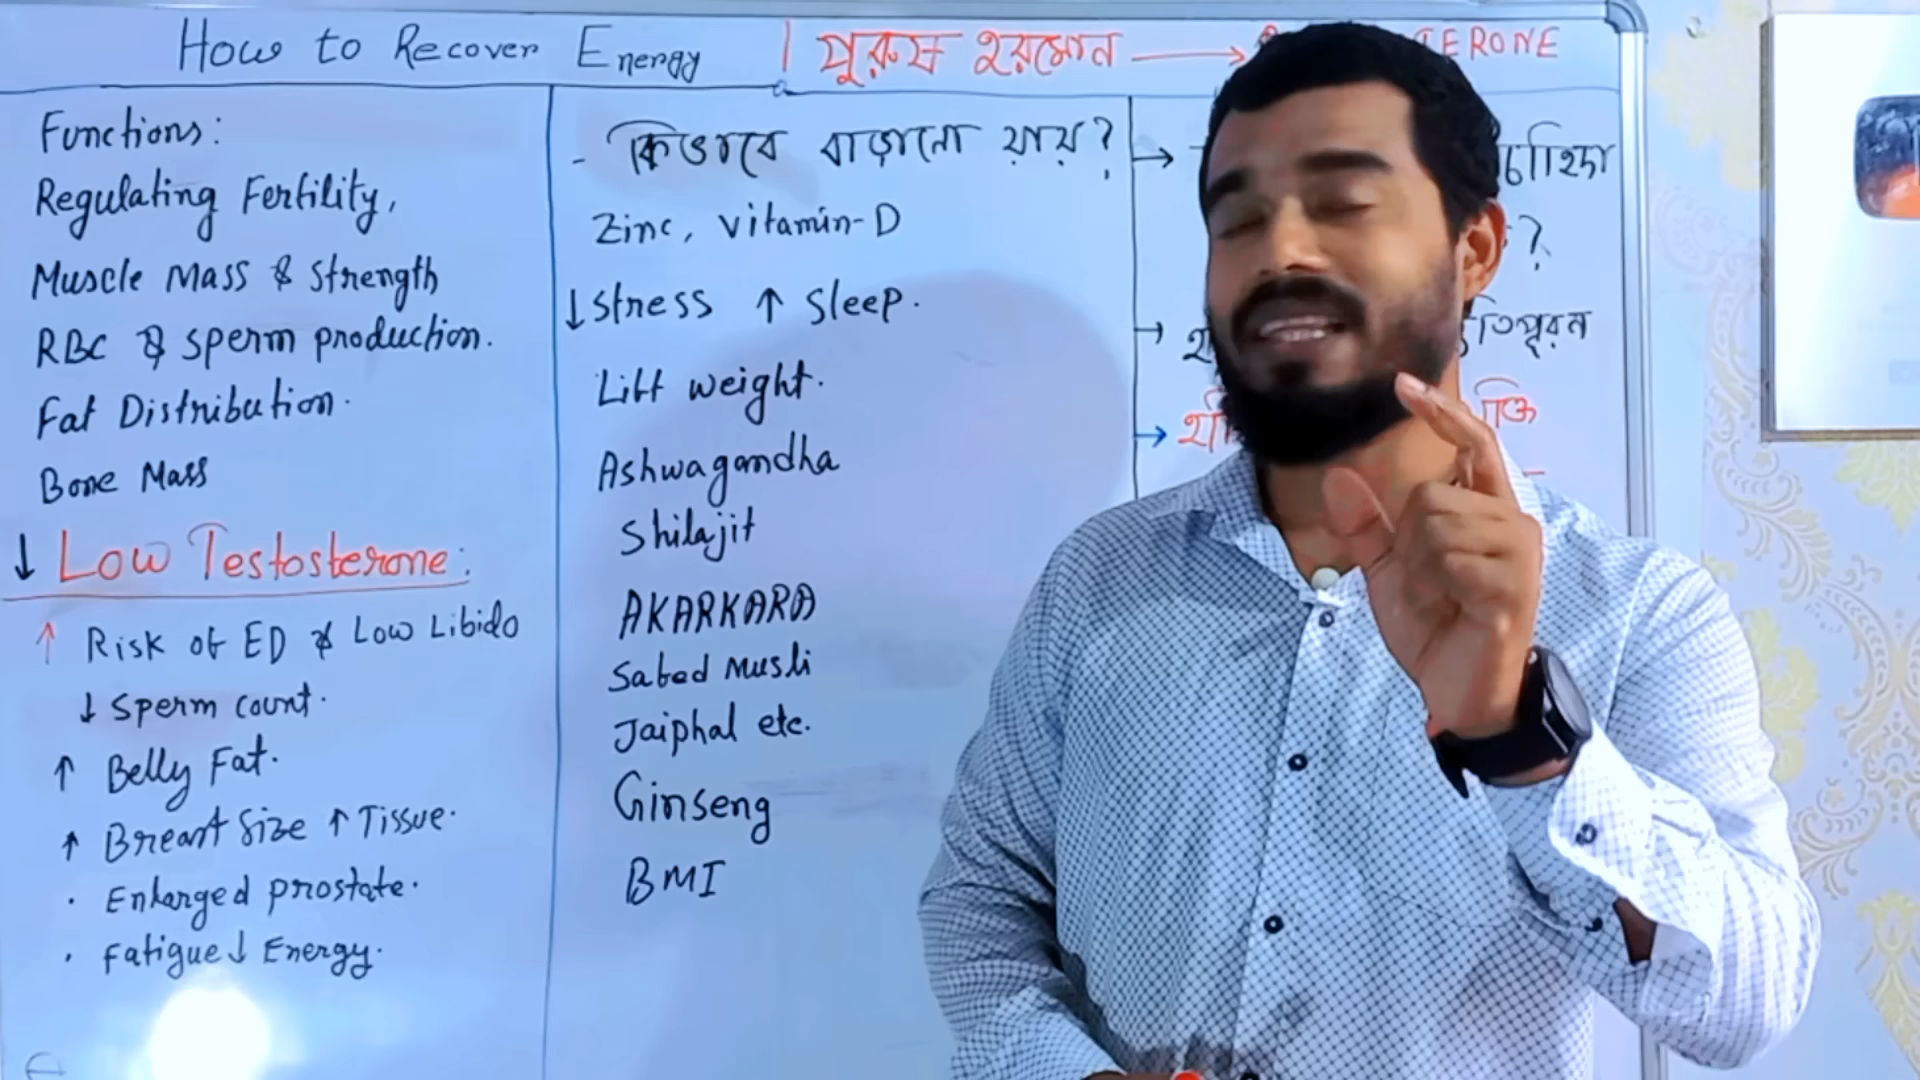 How to Recover Energy | পুরুষ হরমোন → TERONE
Functions:
Regulating Fertility,
Muscle Mass & Strength
RBC & Sperm production.
Fat Distribution.
Bone Mass
↓ Low Testosterone:
↑ Risk of ED & Low Libido
↓ Sperm count.
↑ Belly Fat.
↑ Breast Size ↑ Tissue.
· Enlarged prostate.
· Fatigue ↓ Energy.
- কিভাবে বাড়ানো যায়?
Zinc, Vitamin-D
↓ Stress ↑ Sleep.
Lift weight.
Ashwagandha
Shilajit
AKARKARA
Safed Musli
Jaiphal etc.
Ginseng
BMI
→ চাহিদা
?
→
→